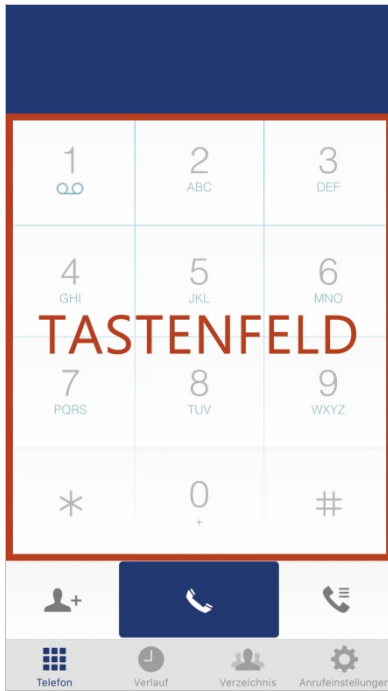 1 2 3
ABC DEF
4 5 6
GHI JKL MNO
TASTENFELD
7 8 9
PQRS TUV WXYZ
* 0 #
+
+
Telefon Verlauf Verzeichnis Anrufeinstellungen